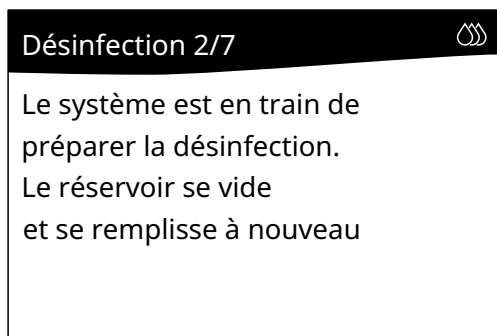 Désinfection 2/7
Le système est en train de
préparer la désinfection.
Le réservoir se vide
et se remplisse à nouveau